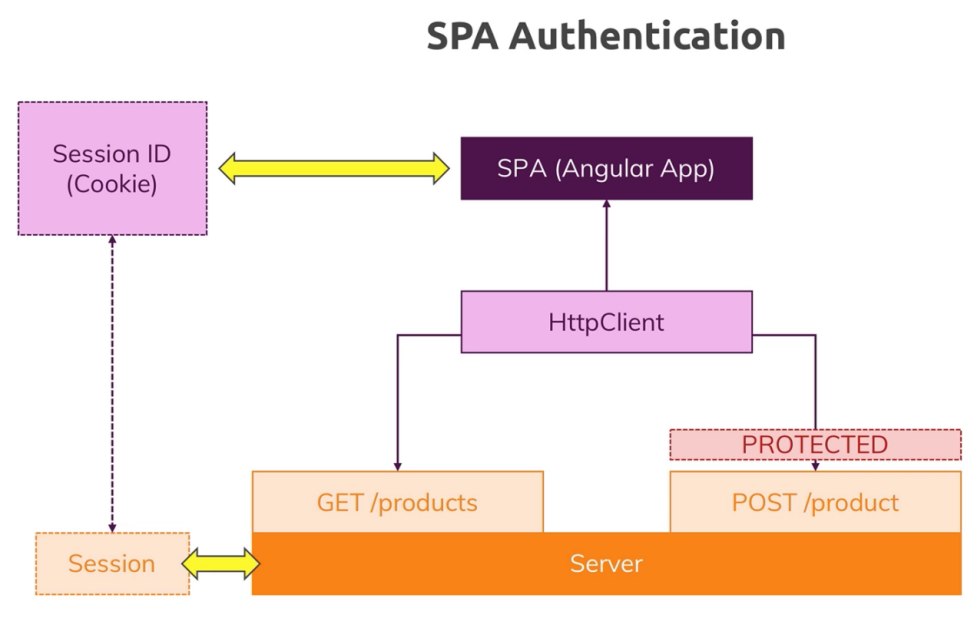 SPA Authentication
Session ID
(Cookie)
SPA (Angular App)
HttpClient
PROTECTED
GET /products
POST /product
Session
Server